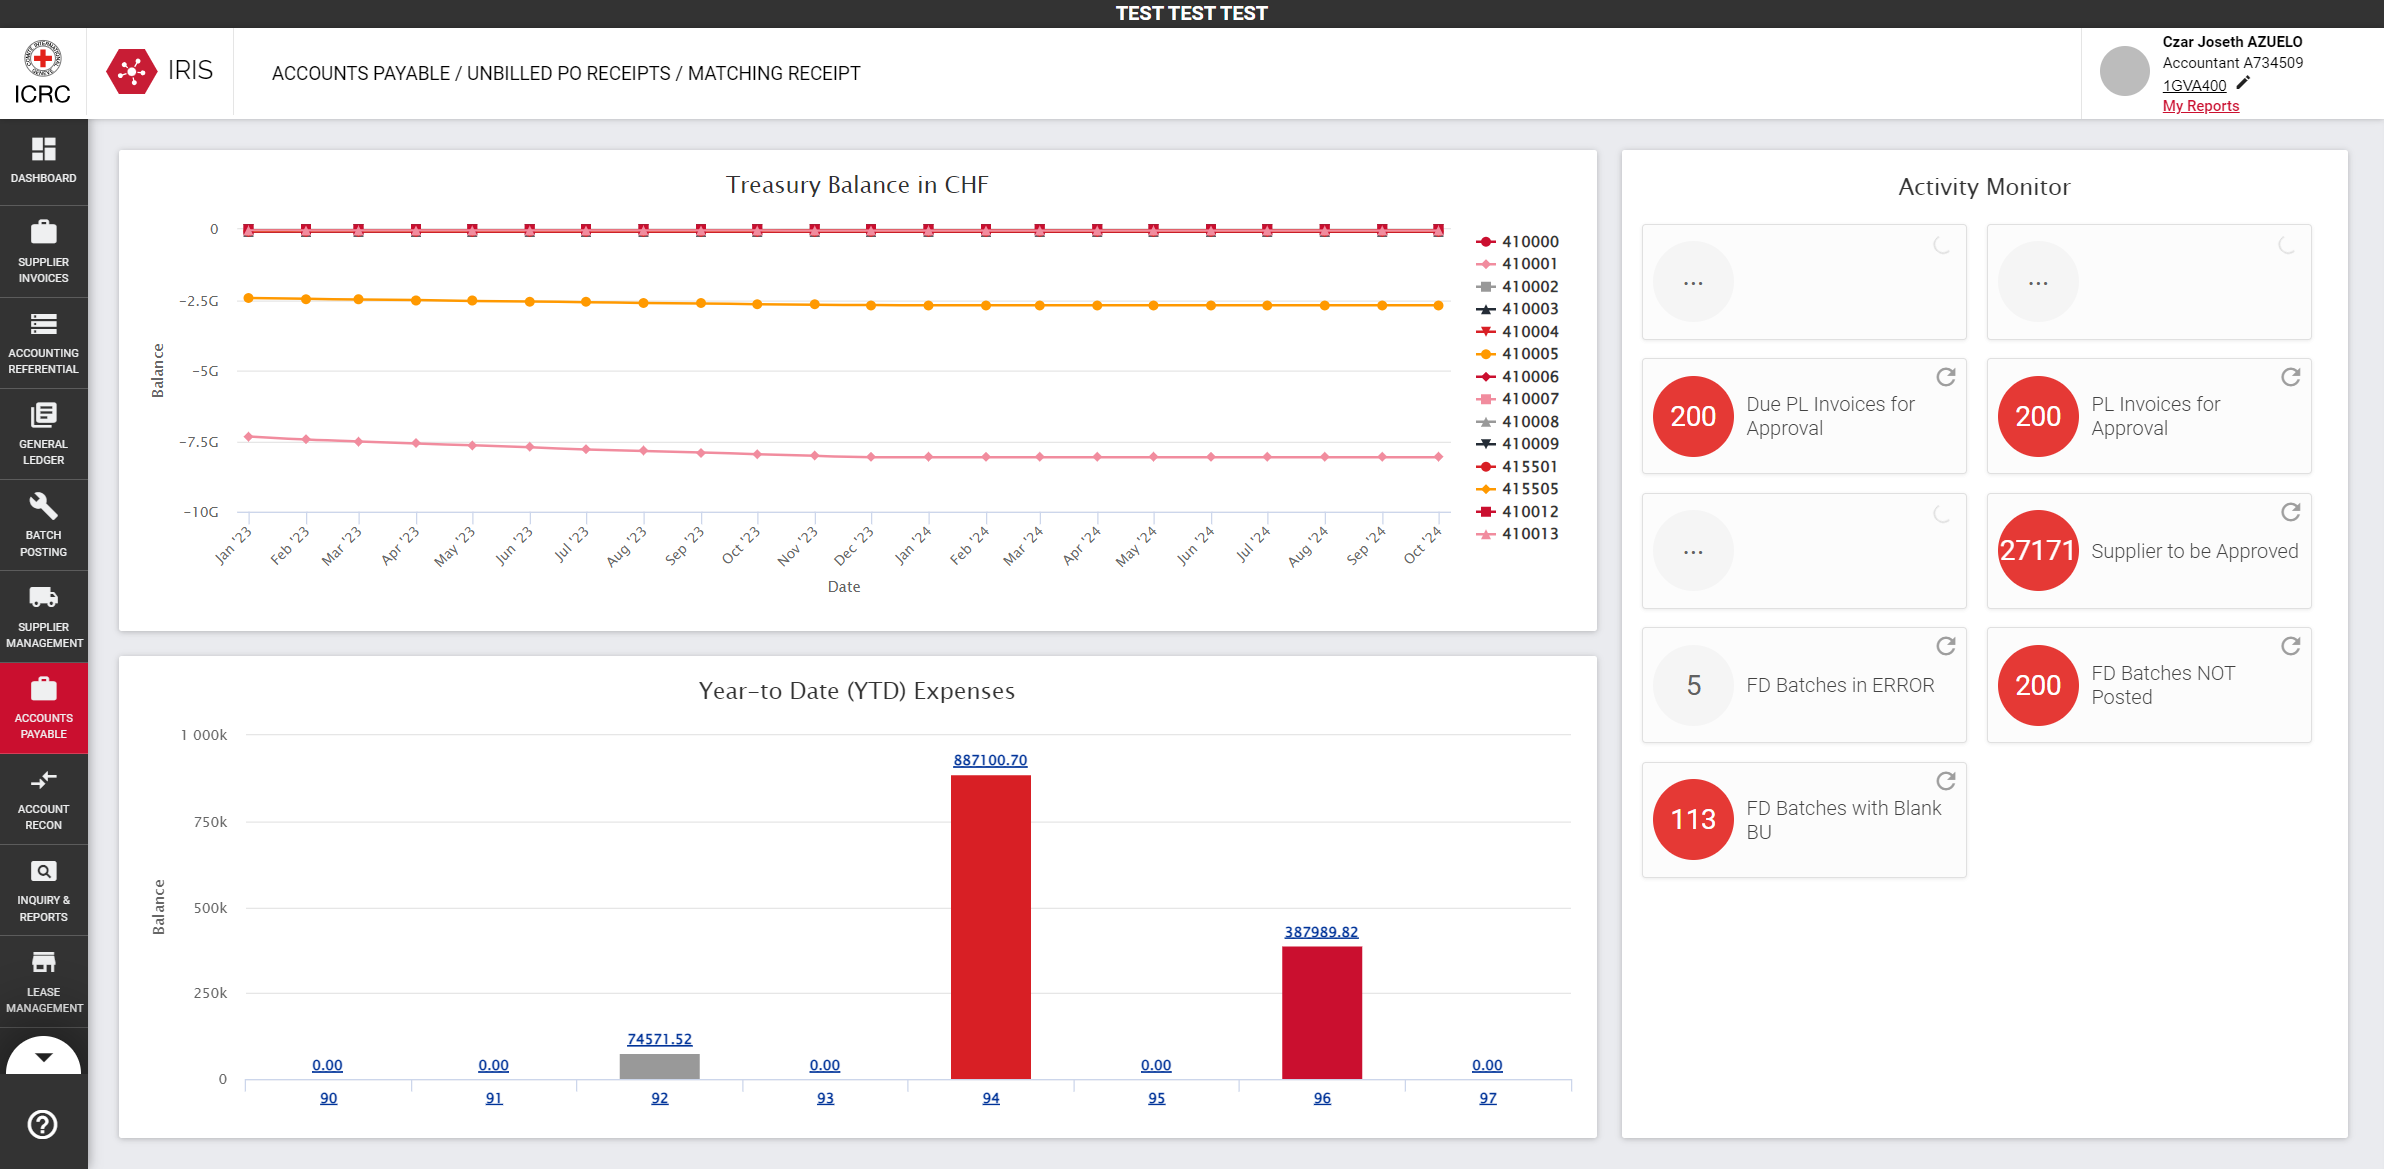 TEST TEST TEST
ICRC
IRIS
ACCOUNTS PAYABLE / UNBILLED PO RECEIPTS / MATCHING RECEIPT
Czar Joseth AZUELO
Accountant A734509
1GVA400
My Reports
DASHBOARD
SUPPLIER
INVOICES
ACCOUNTING
REFERENTIAL
GENERAL
LEDGER
BATCH
POSTING
SUPPLIER
MANAGEMENT
ACCOUNTS
PAYABLE
ACCOUNT
RECON
INQUIRY &
REPORTS
LEASE
MANAGEMENT
Treasury Balance in CHF
0
-2.5G
-5G
-7.5G
-10G
Balance
Jan '23
Feb '23
Mar '23
Apr '23
May '23
Jun '23
Jul '23
Aug '23
Sep '23
Oct '23
Nov '23
Dec '23
Jan '24
Feb '24
Mar '24
Apr '24
May '24
Jun '24
Jul '24
Aug '24
Sep '24
Oct '24
Date
410000
410001
410002
410003
410004
410005
410006
410007
410008
410009
415501
415505
410012
410013
Year-to Date (YTD) Expenses
1 000k
750k
500k
250k
0
Balance
0.00
0.00
74571.52
0.00
887100.70
0.00
387989.82
0.00
90
91
92
93
94
95
96
97
Activity Monitor
...
...
200
Due PL Invoices for
Approval
200
PL Invoices for
Approval
...
27171
Supplier to be Approved
5
FD Batches in ERROR
200
FD Batches NOT
Posted
113
FD Batches with Blank
BU